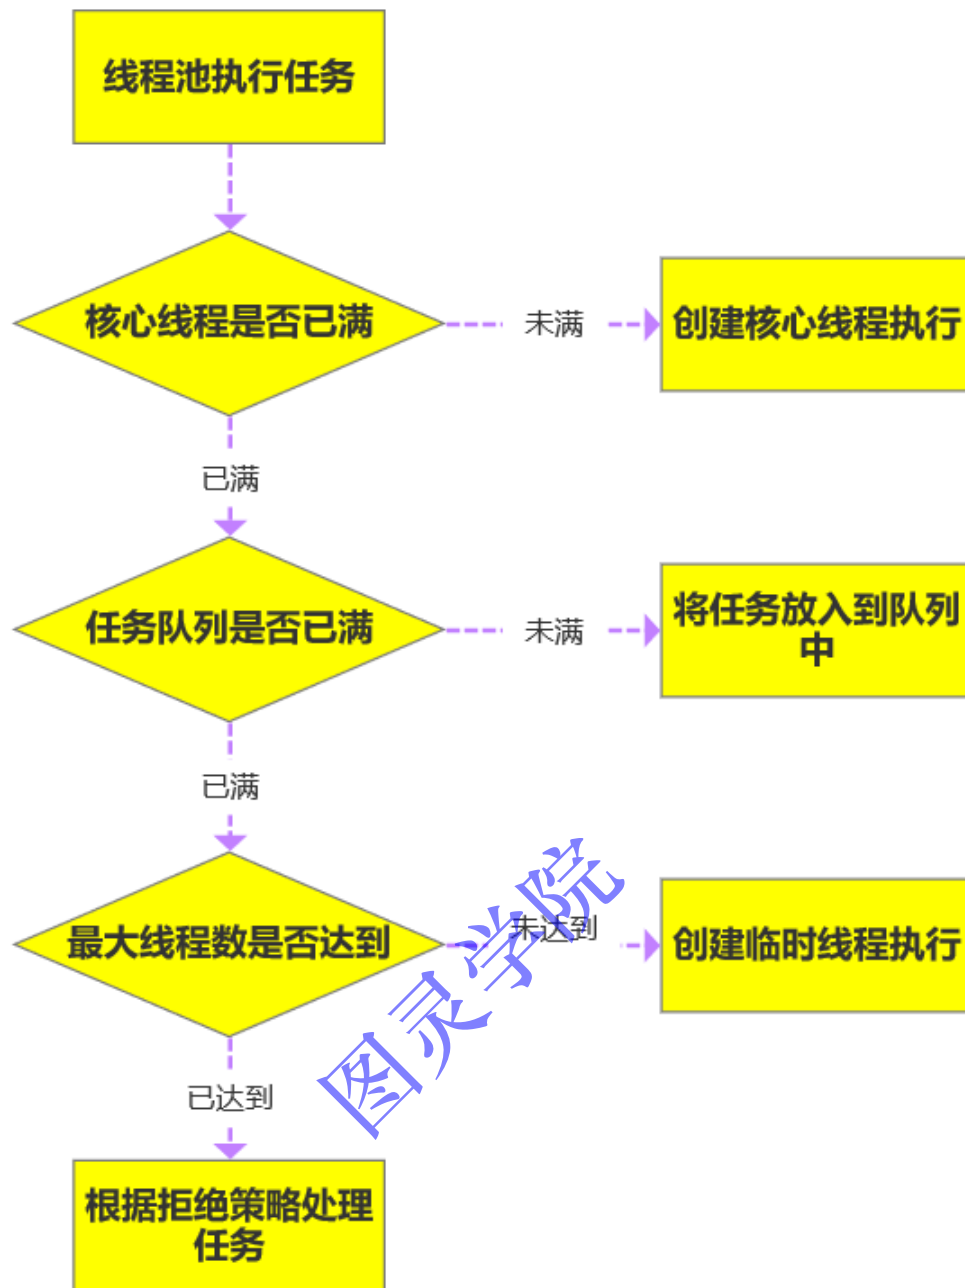 线程池执行任务
核心线程是否已满
未满
创建核心线程执行
已满
任务队列是否已满
未满
将任务放入到队列
中
已满
最大线程数是否达到
未达到
创建临时线程执行
图灵学院
已达到
根据拒绝策略处理
任务